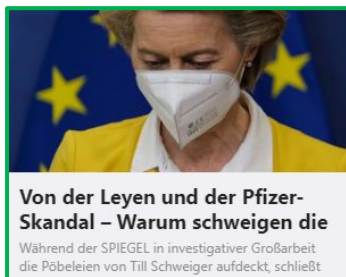 Von der Leyen und der Pfizer-
Skandal – Warum schweigen die
Während der SPIEGEL in investigativer Großarbeit
die Pöbeleien von Till Schweiger aufdeckt, schließt